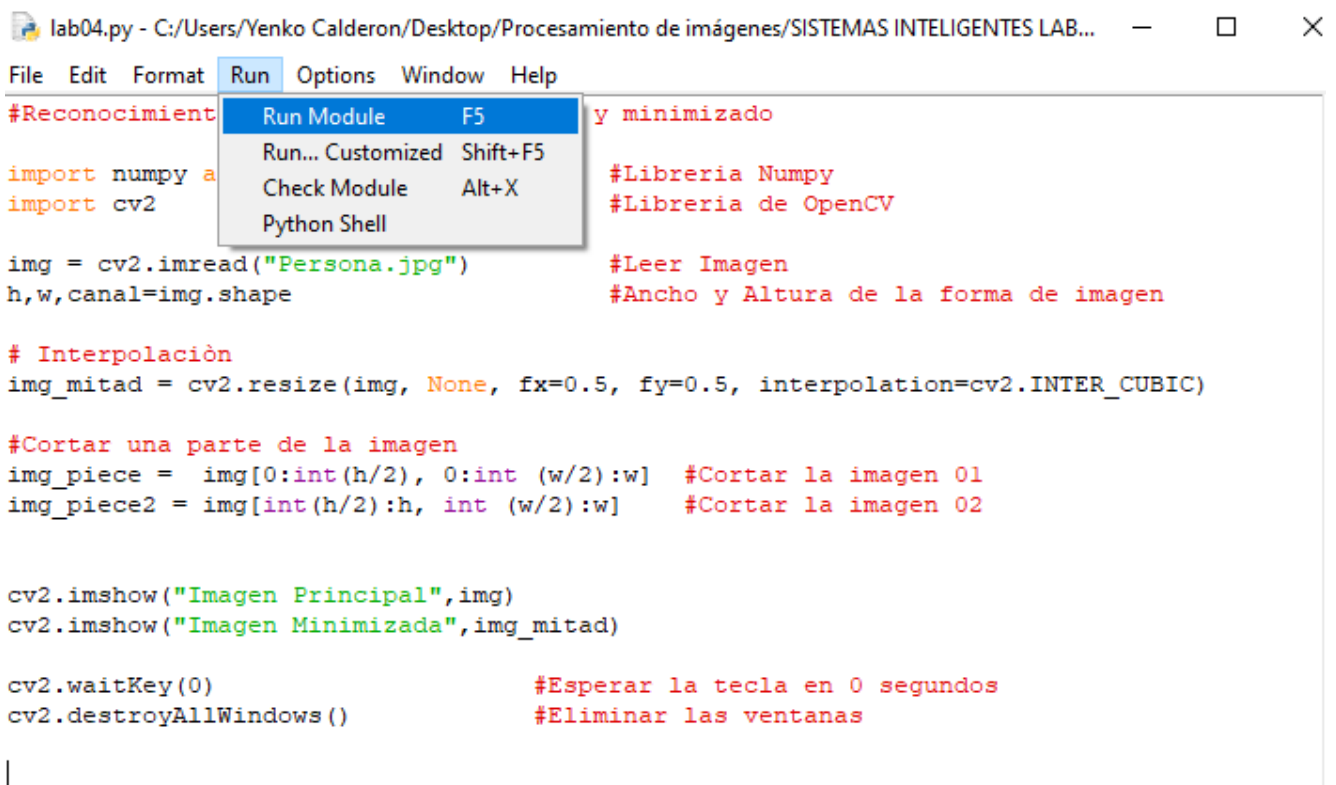 lab04.py - C:/Users/Yenko Calderon/Desktop/Procesamiento de imágenes/SISTEMAS INTELIGENTES LAB...
File Edit Format Run Options Window Help
#Reconocimient y minimizado
Run Module F5
Run... Customized Shift+F5
Check Module Alt+X
Python Shell
import numpy a #Libreria Numpy
import cv2 #Libreria de OpenCV
img = cv2.imread("Persona.jpg") #Leer Imagen
h,w,canal=img.shape #Ancho y Altura de la forma de imagen
# Interpolaciòn
img_mitad = cv2.resize(img, None, fx=0.5, fy=0.5, interpolation=cv2.INTER_CUBIC)
#Cortar una parte de la imagen
img_piece = img[0:int(h/2), 0:int (w/2):w] #Cortar la imagen 01
img_piece2 = img[int(h/2):h, int (w/2):w] #Cortar la imagen 02
cv2.imshow("Imagen Principal",img)
cv2.imshow("Imagen Minimizada",img_mitad)
cv2.waitKey(0) #Esperar la tecla en 0 segundos
cv2.destroyAllWindows() #Eliminar las ventanas